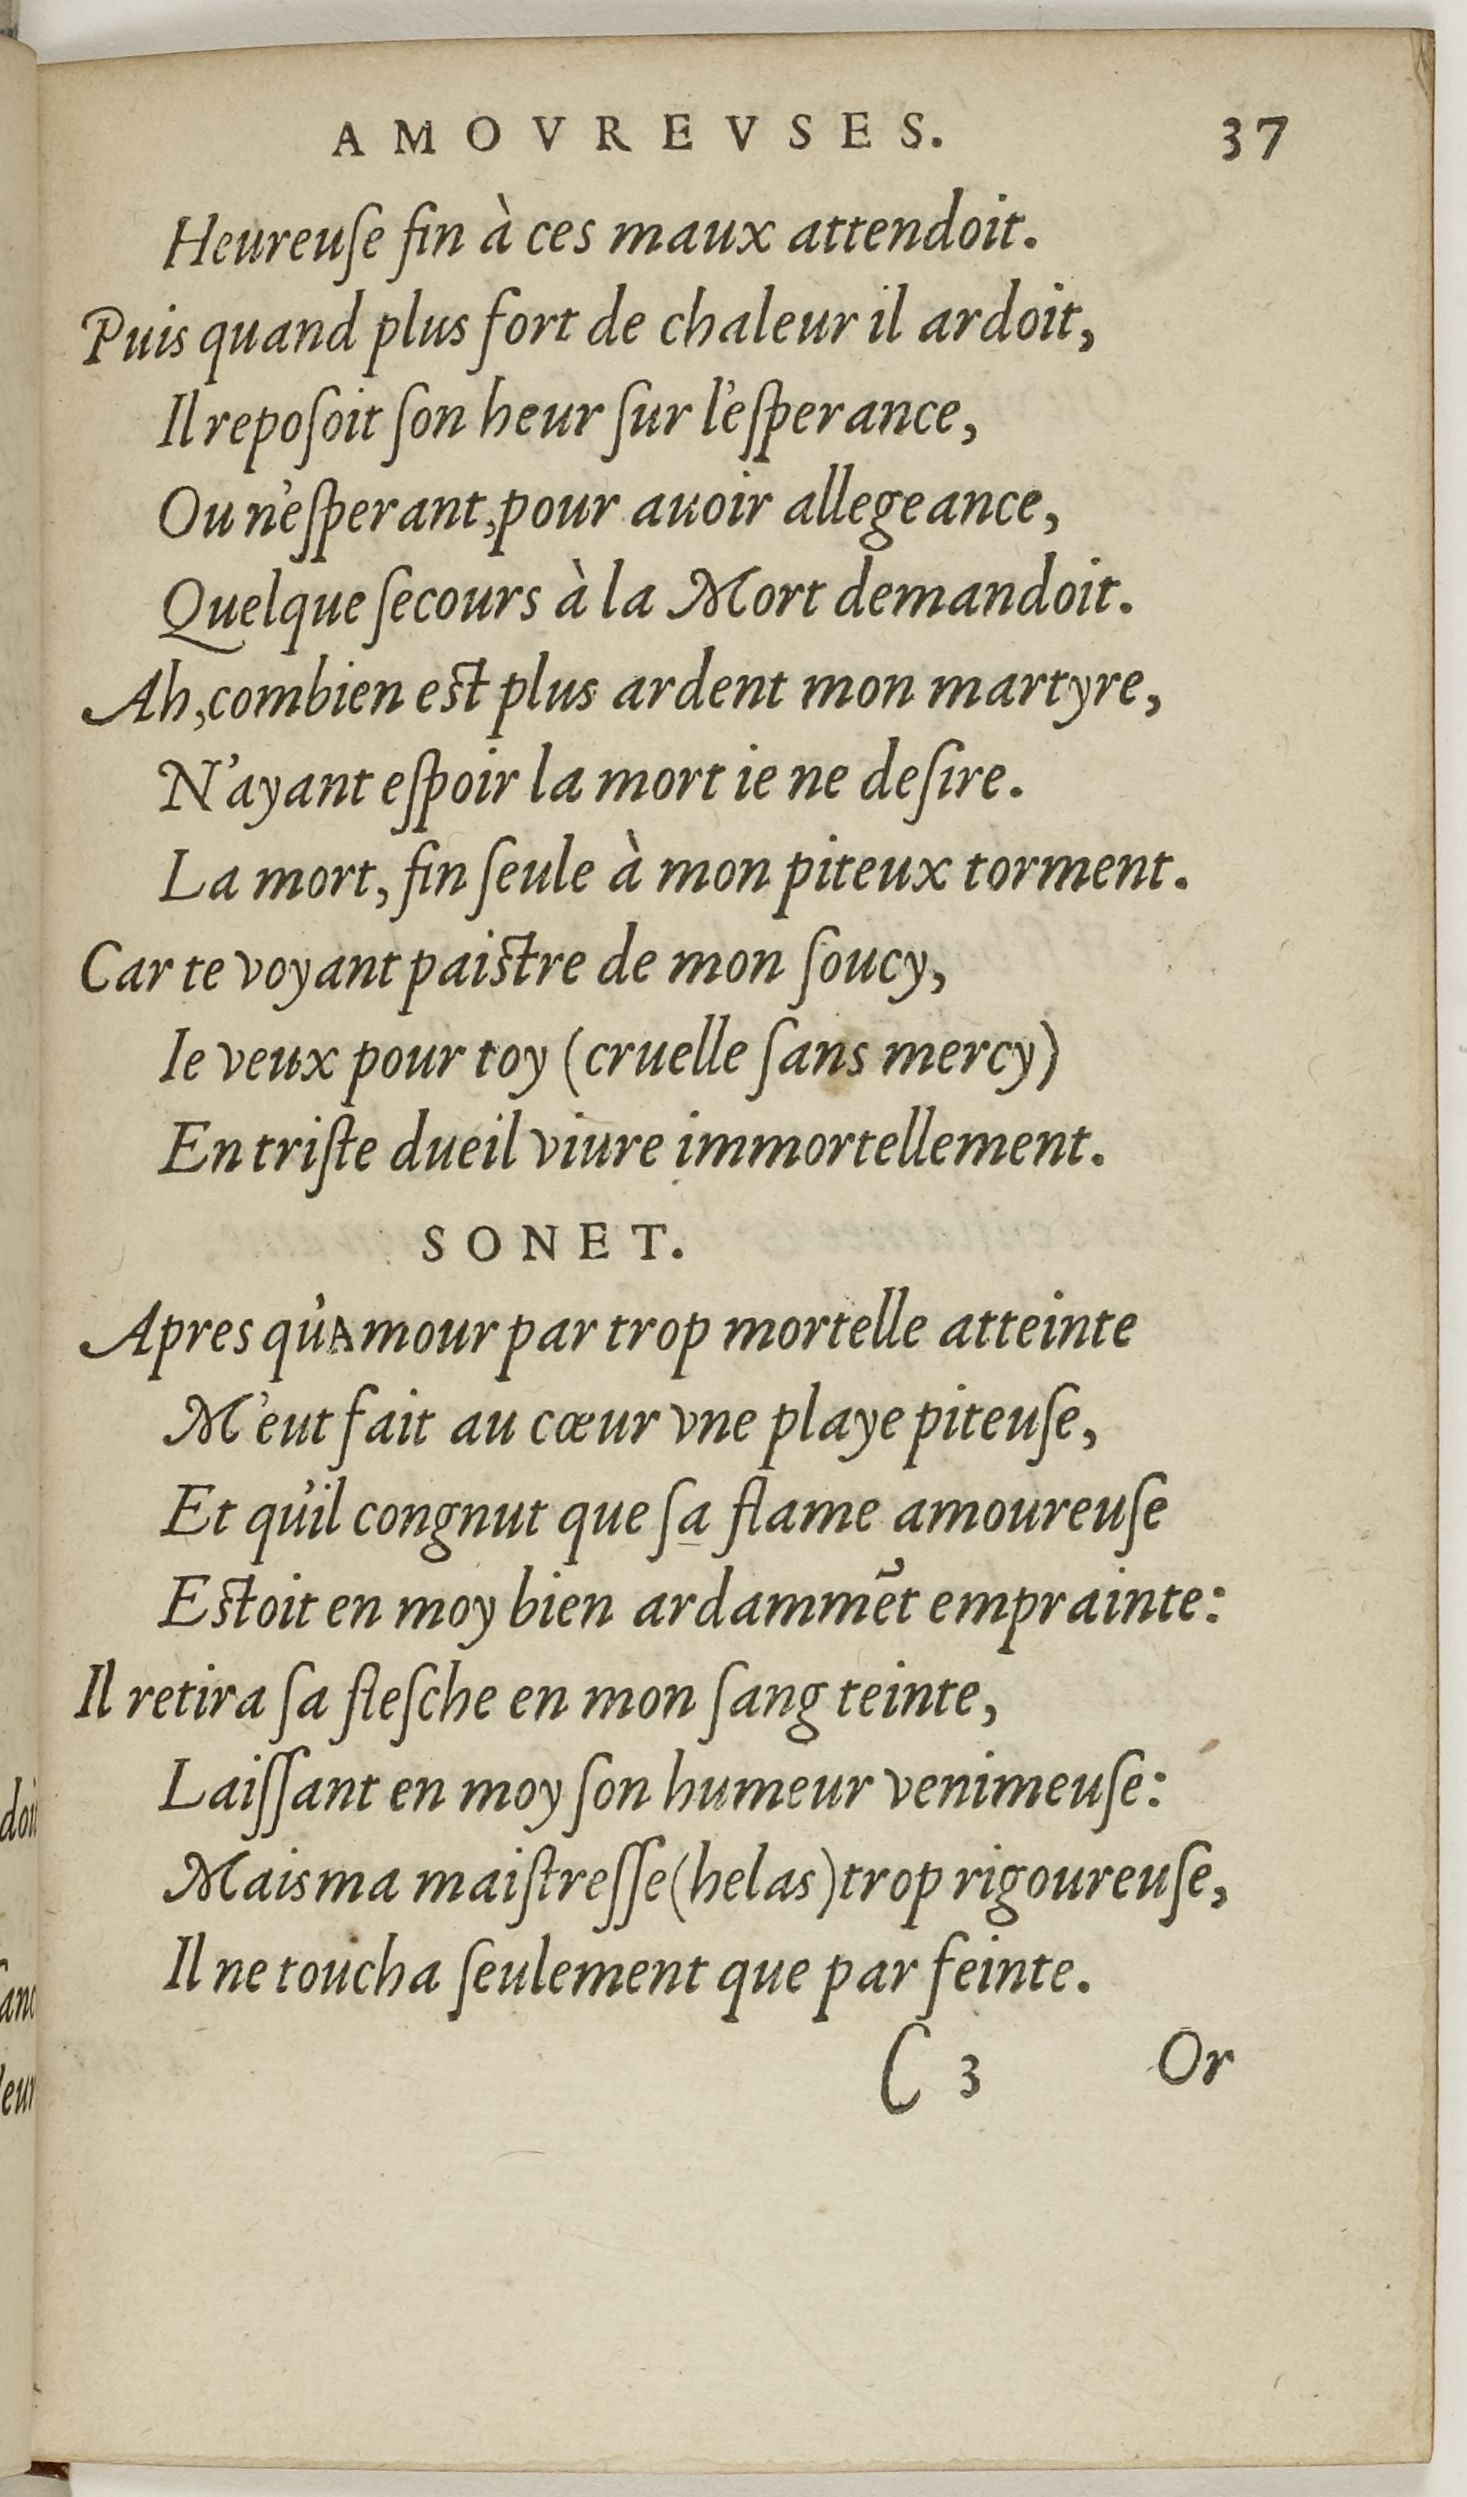 AMOVREVSES. 37
Heureuſe fin à ces maux attendoit.
Puis quand plus fort de chaleur il ardoit,
Il repoſoit ſon heur ſur l'eſperance,
Ou n'eſperant, pour auoir allegeance,
Quelque ſecours à la Mort demandoit.
Ah, combien eſt plus ardent mon martyre,
N'ayant eſpoir la mort ie ne deſire.
La mort, fin ſeule à mon piteux torment.
Car te voyant paiſtre de mon ſoucy,
Ie veux pour toy (cruelle ſans mercy)
En triſte dueil viure immortellement.
SONET.
Apres qu'Amour par trop mortelle atteinte
M'eut fait au cœur vne playe piteuſe,
Et qu'il congnut que ſa flame amoureuſe
Eſtoit en moy bien ardammēt emprainte:
Il retira ſa fleſche en mon ſang teinte,
Laiſſant en moy ſon humeur venimeuſe:
Mais ma maiſtreſſe (helas) trop rigoureuſe,
Il ne toucha ſeulement que par feinte.
C 3 Or